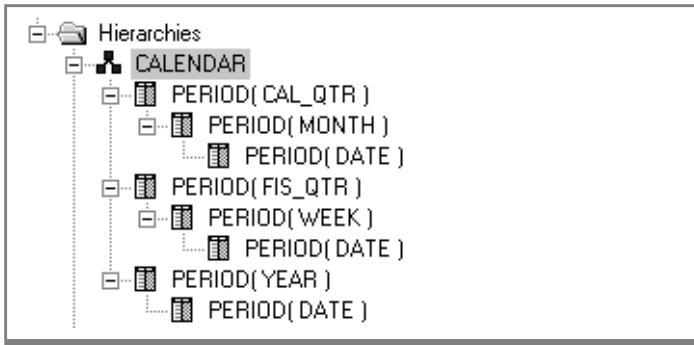 Hierarchies
CALENDAR
PERIOD( CAL_QTR )
PERIOD( MONTH )
PERIOD( DATE )
PERIOD( FIS_QTR )
PERIOD( WEEK )
PERIOD( DATE )
PERIOD( YEAR )
PERIOD( DATE )